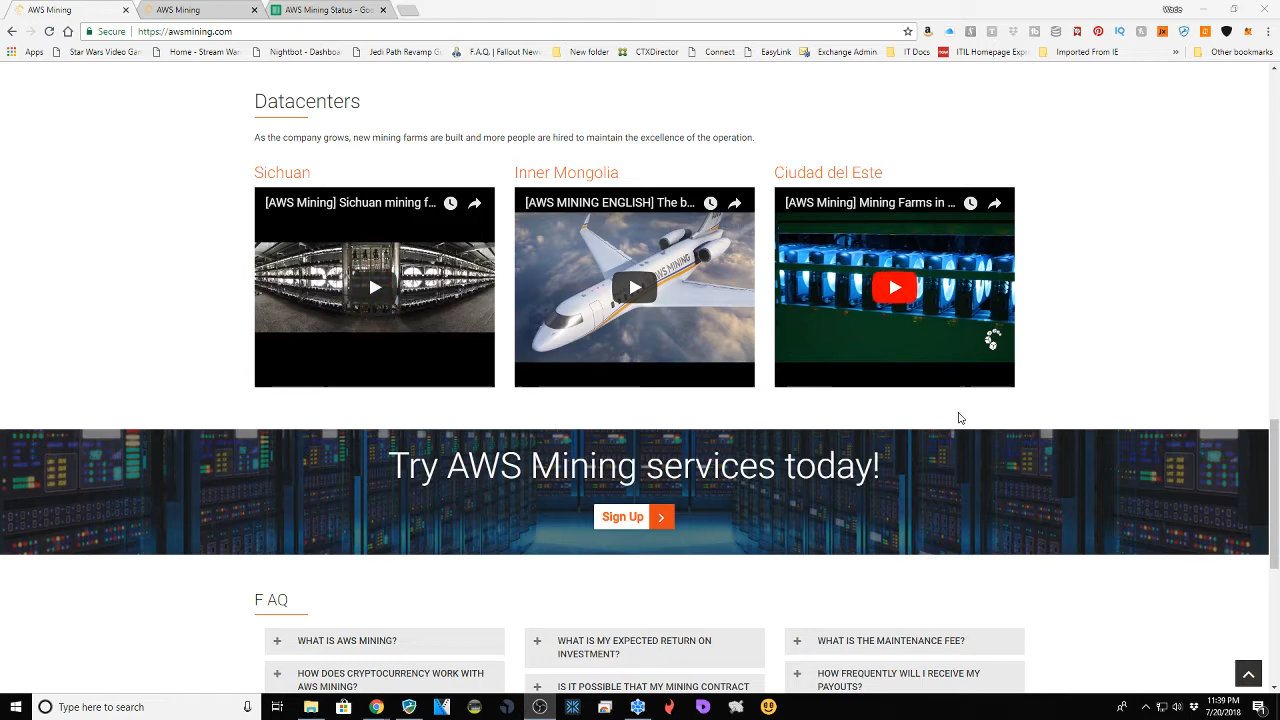 AWS Mining
AWS Mining
AWS Mining Status - Goo
Wade
Secure
https://awsmining.com
Apps
Star Wars Video Gam
Home - Stream War
Nightbot - Dashboa
Jedi Path Revamp Ca
F.A.Q. | Fallout New
New folder
CTXDirector
Connect
EasyLink
Exchange Admin
IT Docs
ITIL Homepage Exp
Imported From IE
»
Other bookmarks
Datacenters
As the company grows, new mining farms are built and more people are hired to maintain the excellence of the operation.
Sichuan
Inner Mongolia
Ciudad del Este
[AWS Mining] Sichuan mining f...
[AWS MINING ENGLISH] The b...
[AWS Mining] Mining Farms in ...
AWS MINING
Try AWS Mining services today!
Sign Up
F AQ
WHAT IS AWS MINING?
WHAT IS MY EXPECTED RETURN ON
INVESTMENT?
WHAT IS THE MAINTENANCE FEE?
HOW DOES CRYPTOCURRENCY WORK WITH
AWS MINING?
IS IT POSSIBLE THAT MY MINING CONTRACT
HOW FREQUENTLY WILL I RECEIVE MY
PAYOUTS?
Type here to search
11:39 PM
7/20/2018